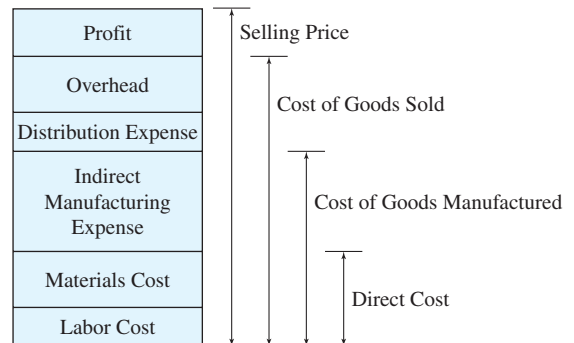 Profit
Selling Price
Overhead
Cost of Goods Sold
Distribution Expense
Indirect
Manufacturing
Expense
Cost of Goods Manufactured
Materials Cost
Direct Cost
Labor Cost